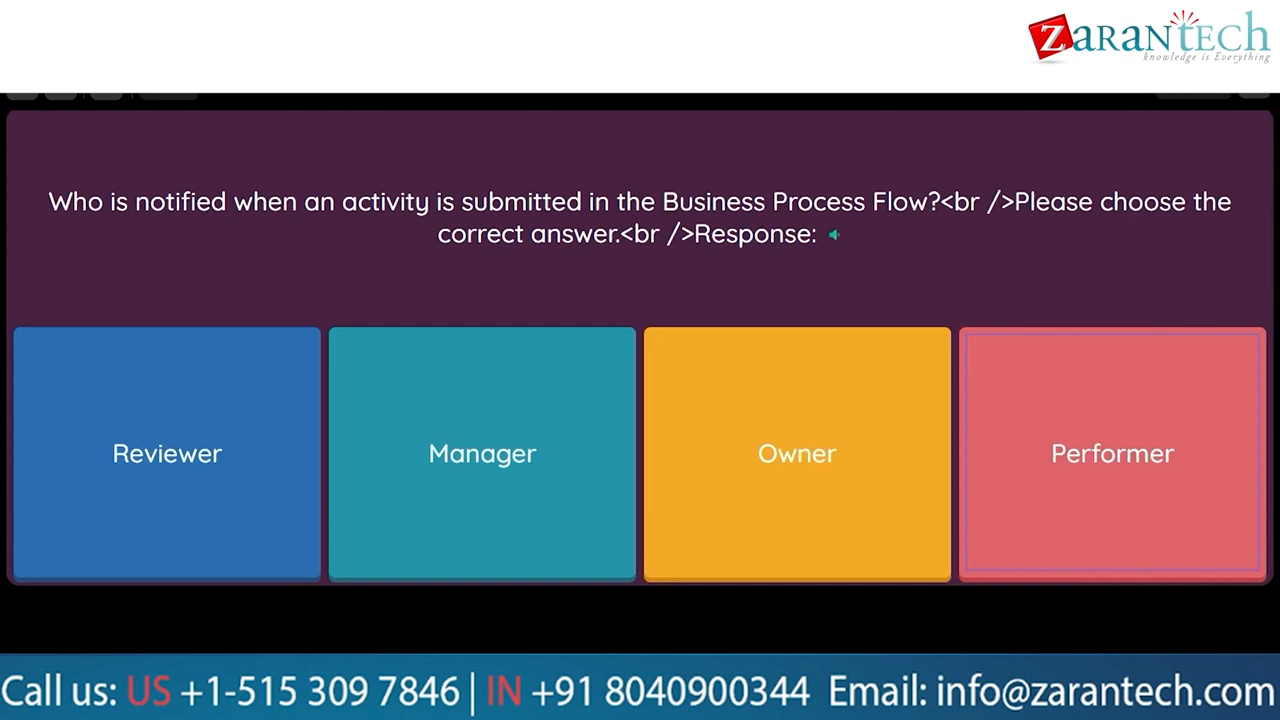 ZARANTECH
knowledge is Everything
Who is notified when an activity is submitted in the Business Process Flow?<br />Please choose the
correct answer.<br />Response:
Reviewer
Manager
Owner
Performer
Call us: US +1-515 309 7846 | IN +91 8040900344 Email: info@zarantech.com